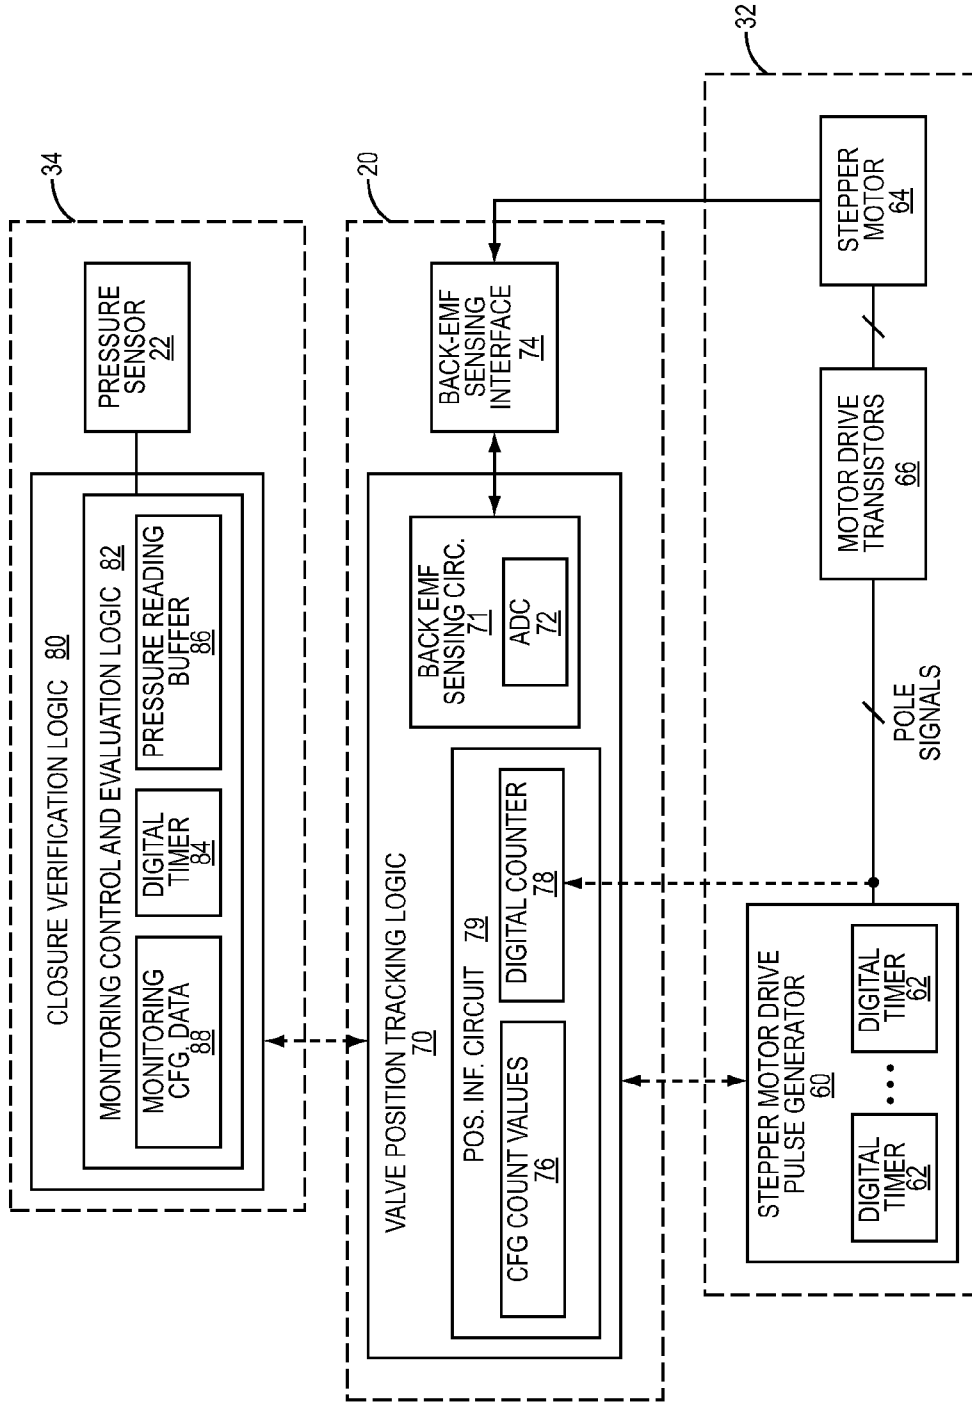 34
CLOSURE VERIFICATION LOGIC 80
MONITORING CONTROL AND EVALUATION LOGIC 82
MONITORING
CFG. DATA
88
DIGITAL
TIMER
84
PRESSURE READING
BUFFER
86
PRESSURE
SENSOR
22
20
VALVE POSITION TRACKING LOGIC
70
POS. INF. CIRCUIT 79
CFG COUNT VALUES
76
DIGITAL COUNTER
78
BACK EMF
SENSING CIRC.
71
ADC
72
BACK-EMF
SENSING
INTERFACE
74
32
STEPPER MOTOR DRIVE
PULSE GENERATOR
60
DIGITAL
TIMER
62
DIGITAL
TIMER
62
POLE
SIGNALS
MOTOR DRIVE
TRANSISTORS
66
STEPPER
MOTOR
64